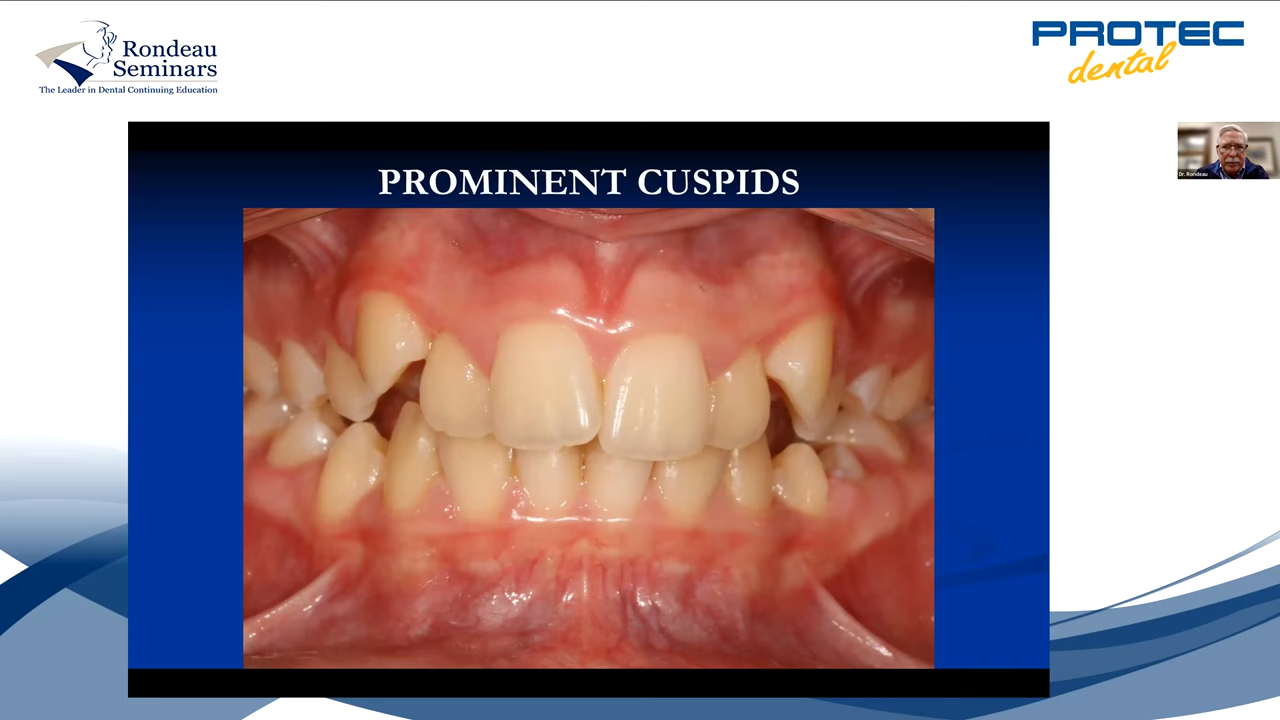 Rondeau
Seminars
The Leader in Dental Continuing Education
PROTEC
dental
PROMINENT CUSPIDS
Dr. Rondeau